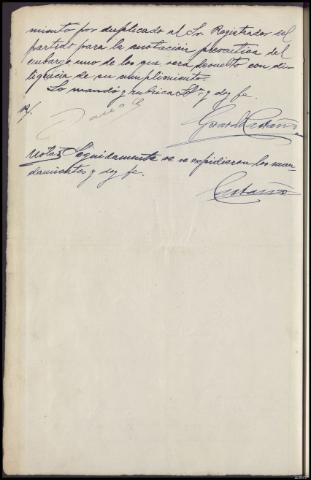 miento por duplicado al Sr. Registrador del
partido para la anotación preventiva del
embargo uno de los que será devuelto con di-
ligencia de su cumplimiento.
Lo mandó y rubrica S.Sª y doy fe.
Nota: Seguidamente se expidieron los man-
damientos y doy fe.